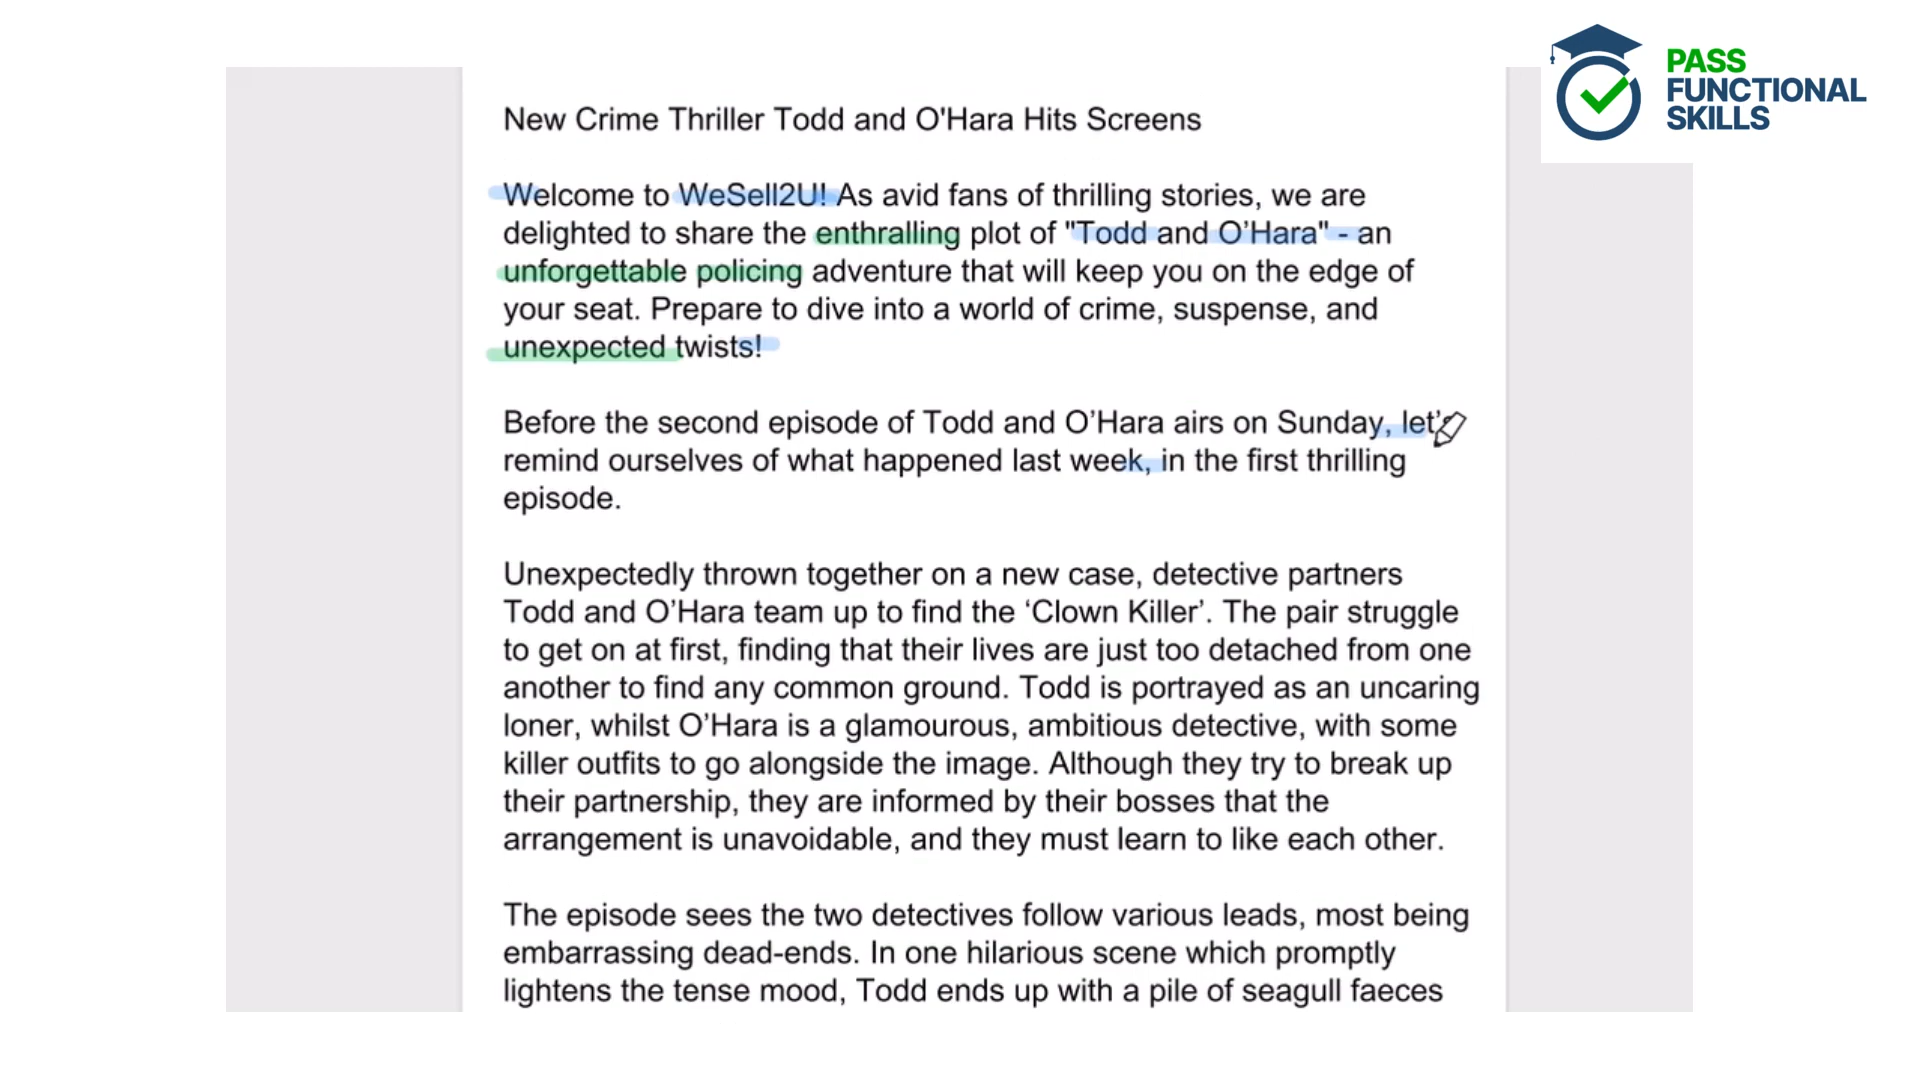 PASS
FUNCTIONAL
SKILLS
New Crime Thriller Todd and O'Hara Hits Screens
Welcome to WeSell2U! As avid fans of thrilling stories, we are
delighted to share the enthralling plot of "Todd and O’Hara" - an
unforgettable policing adventure that will keep you on the edge of
your seat. Prepare to dive into a world of crime, suspense, and
unexpected twists!
Before the second episode of Todd and O’Hara airs on Sunday, let’s
remind ourselves of what happened last week, in the first thrilling
episode.
Unexpectedly thrown together on a new case, detective partners
Todd and O’Hara team up to find the ‘Clown Killer’. The pair struggle
to get on at first, finding that their lives are just too detached from one
another to find any common ground. Todd is portrayed as an uncaring
loner, whilst O’Hara is a glamourous, ambitious detective, with some
killer outfits to go alongside the image. Although they try to break up
their partnership, they are informed by their bosses that the
arrangement is unavoidable, and they must learn to like each other.
The episode sees the two detectives follow various leads, most being
embarrassing dead-ends. In one hilarious scene which promptly
lightens the tense mood, Todd ends up with a pile of seagull faeces